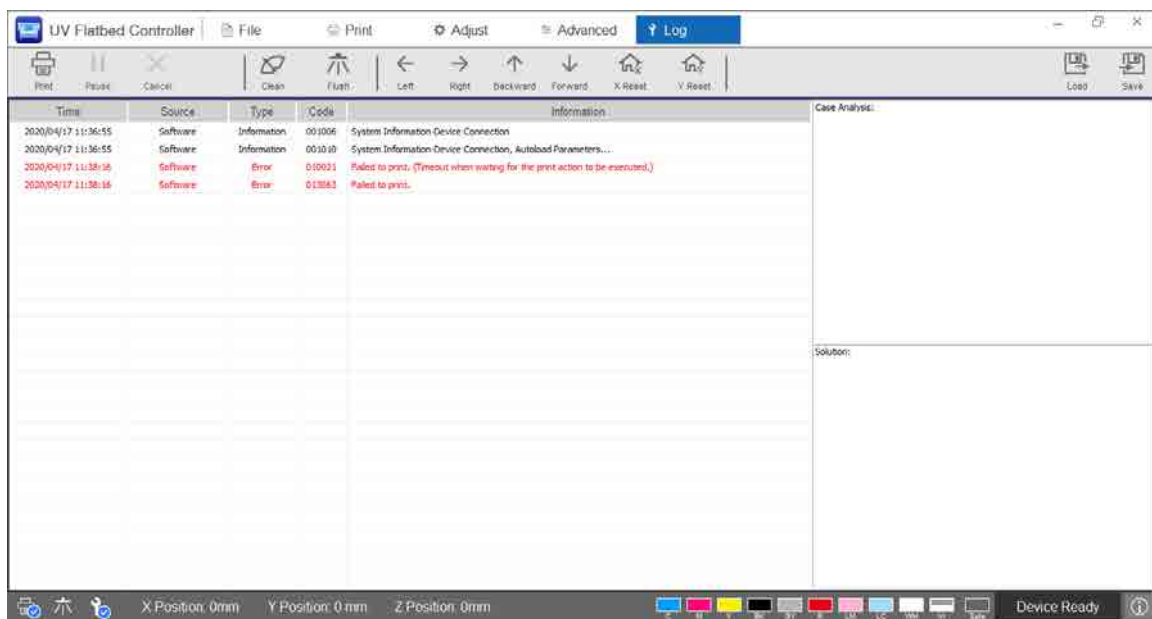 UV Flatbed Controller File Print Adjust Advanced Log
Print Pause Cancel Clean Flush Left Right Backward Forward X Reset Y Reset Load Save
Time Source Type Code Information Case Analysis:
2020/04/17 11:36:55 Software Information 001006 System Information-Device Connection
2020/04/17 11:36:55 Software Information 001010 System Information-Device Connection, Autoload Parameters...
2020/04/17 11:38:16 Software Error Failed to print. (Timeout when waiting for the print action to be executed.)
2020/04/17 11:38:16 Software Error Failed to print.
Solution:
X Position: 0mm Y Position: 0 mm Z Position: 0mm Device Ready
C M Y LM LC